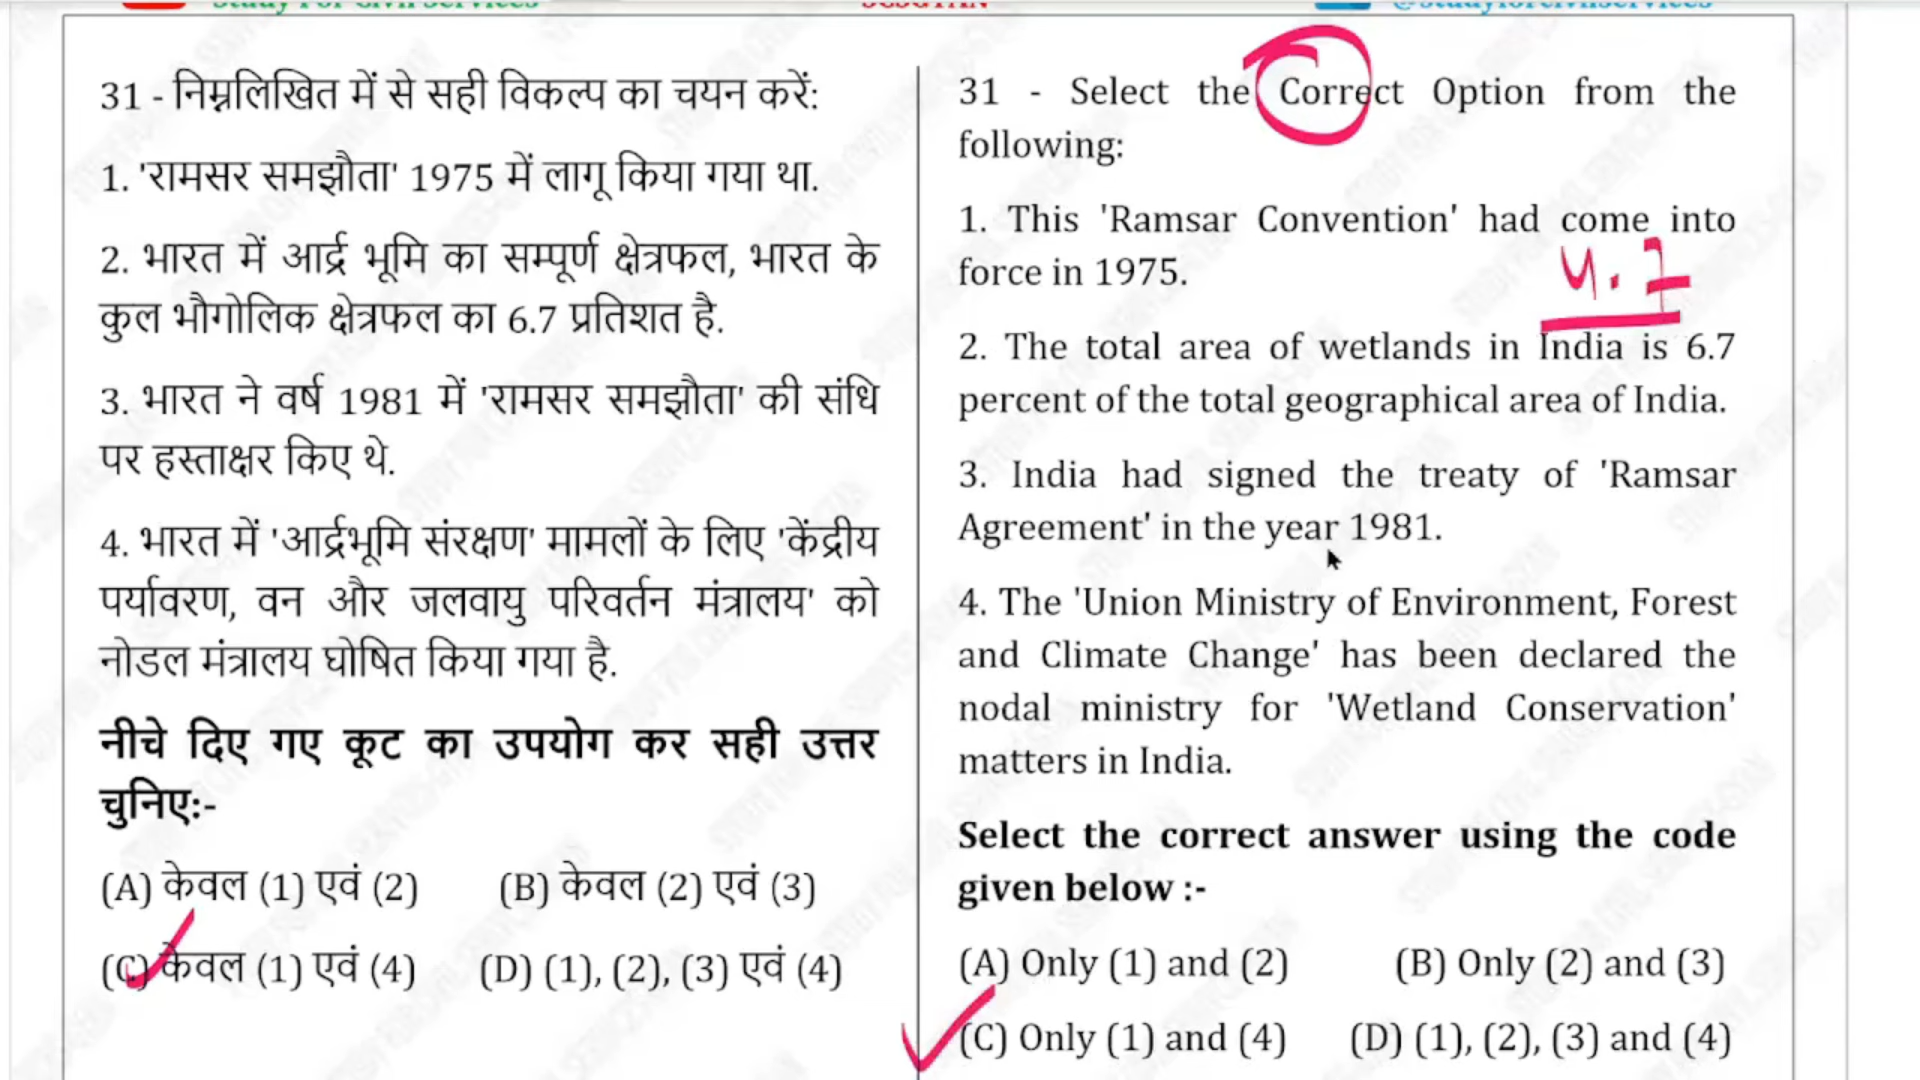 31 - निम्नलिखित में से सही विकल्प का चयन करें:
1. 'रामसर समझौता' 1975 में लागू किया गया था.
2. भारत में आर्द्र भूमि का सम्पूर्ण क्षेत्रफल, भारत के
कुल भौगोलिक क्षेत्रफल का 6.7 प्रतिशत है.
3. भारत ने वर्ष 1981 में 'रामसर समझौता' की संधि
पर हस्ताक्षर किए थे.
4. भारत में 'आर्द्रभूमि संरक्षण' मामलों के लिए 'केंद्रीय
पर्यावरण, वन और जलवायु परिवर्तन मंत्रालय' को
नोडल मंत्रालय घोषित किया गया है.
नीचे दिए गए कूट का उपयोग कर सही उत्तर
चुनिए:-
(A) केवल (1) एवं (2) (B) केवल (2) एवं (3)
(C) केवल (1) एवं (4) (D) (1), (2), (3) एवं (4)
31 - Select the Correct Option from the
following:
1. This 'Ramsar Convention' had come into
force in 1975.
4.7
2. The total area of wetlands in India is 6.7
percent of the total geographical area of India.
3. India had signed the treaty of 'Ramsar
Agreement' in the year 1981.
4. The 'Union Ministry of Environment, Forest
and Climate Change' has been declared the
nodal ministry for 'Wetland Conservation'
matters in India.
Select the correct answer using the code
given below :-
(A) Only (1) and (2) (B) Only (2) and (3)
(C) Only (1) and (4) (D) (1), (2), (3) and (4)